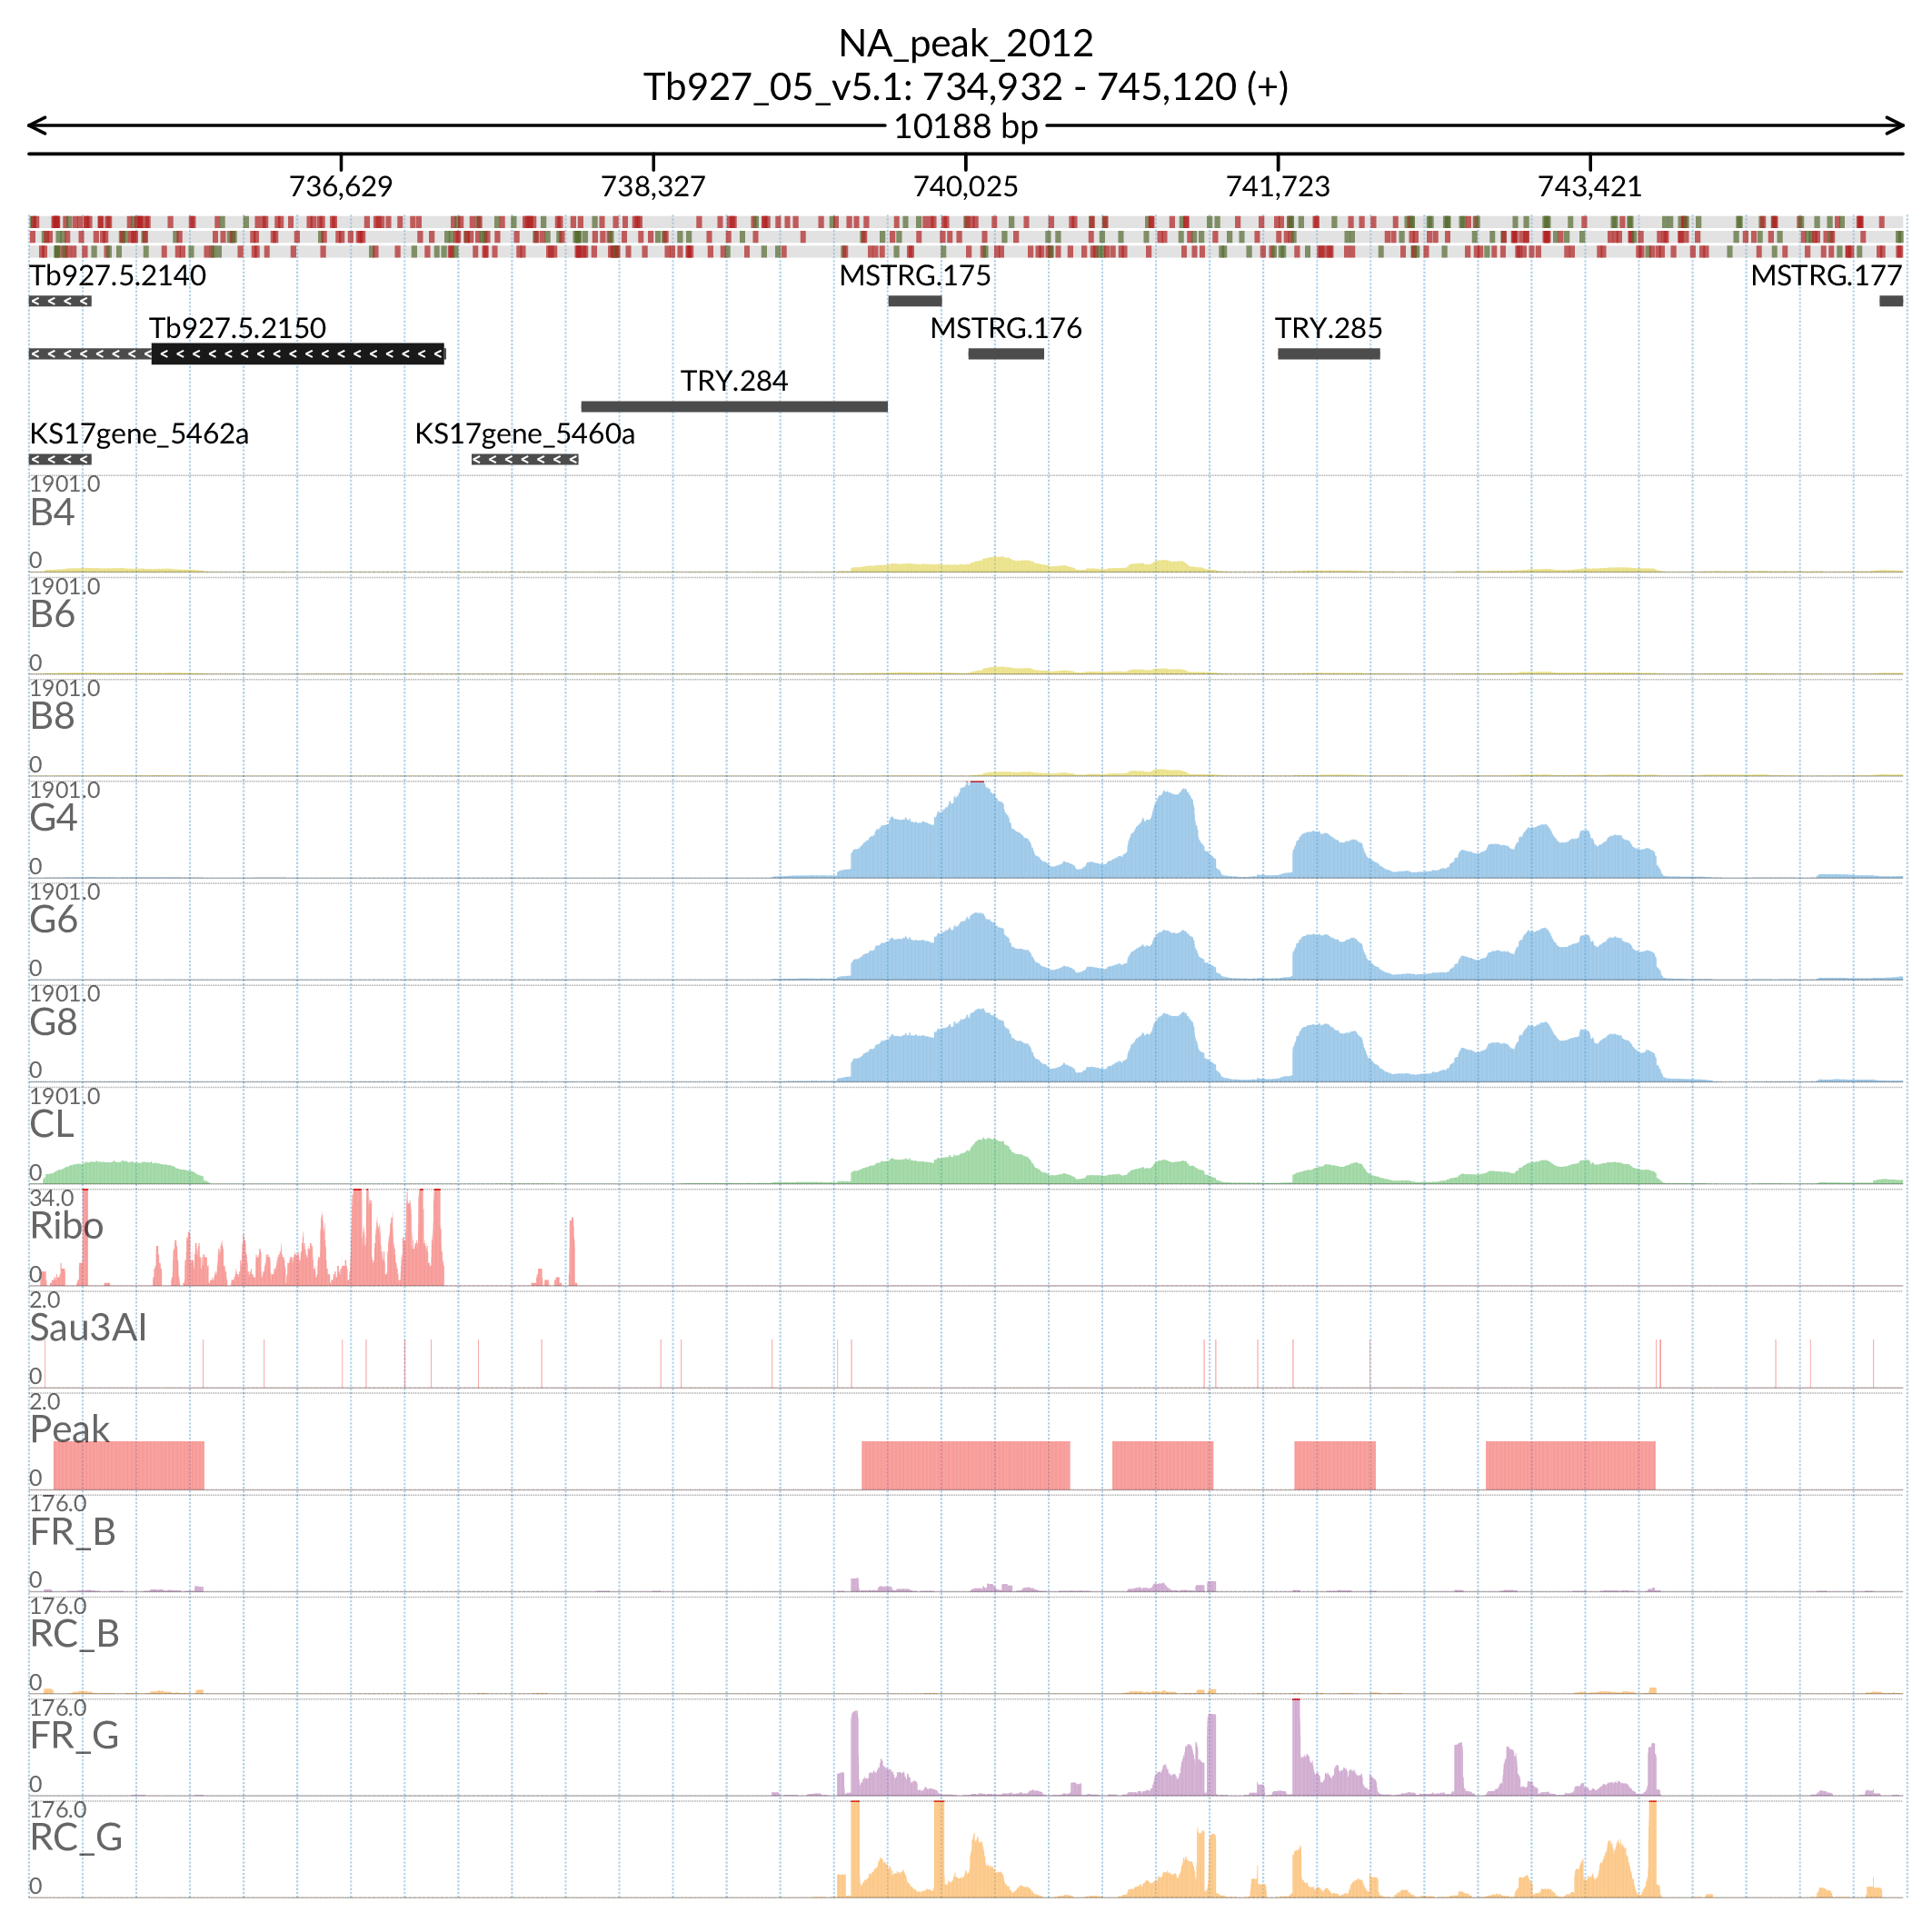 NA_peak_2012
Tb927_05_v5.1: 734,932 - 745,120 (+)
10188 bp
736,629 738,327 740,025 741,723 743,421
Tb927.5.2140 MSTRG.175 MSTRG.177
Tb927.5.2150 MSTRG.176 TRY.285
TRY.284
KS17gene_5462a KS17gene_5460a
1901.0
B4
0
1901.0
B6
0
1901.0
B8
0
1901.0
G4
0
1901.0
G6
0
1901.0
G8
0
1901.0
CL
0
34.0
Ribo
0
2.0
Sau3AI
0
2.0
Peak
0
176.0
FR_B
0
176.0
RC_B
0
176.0
FR_G
0
176.0
RC_G
0